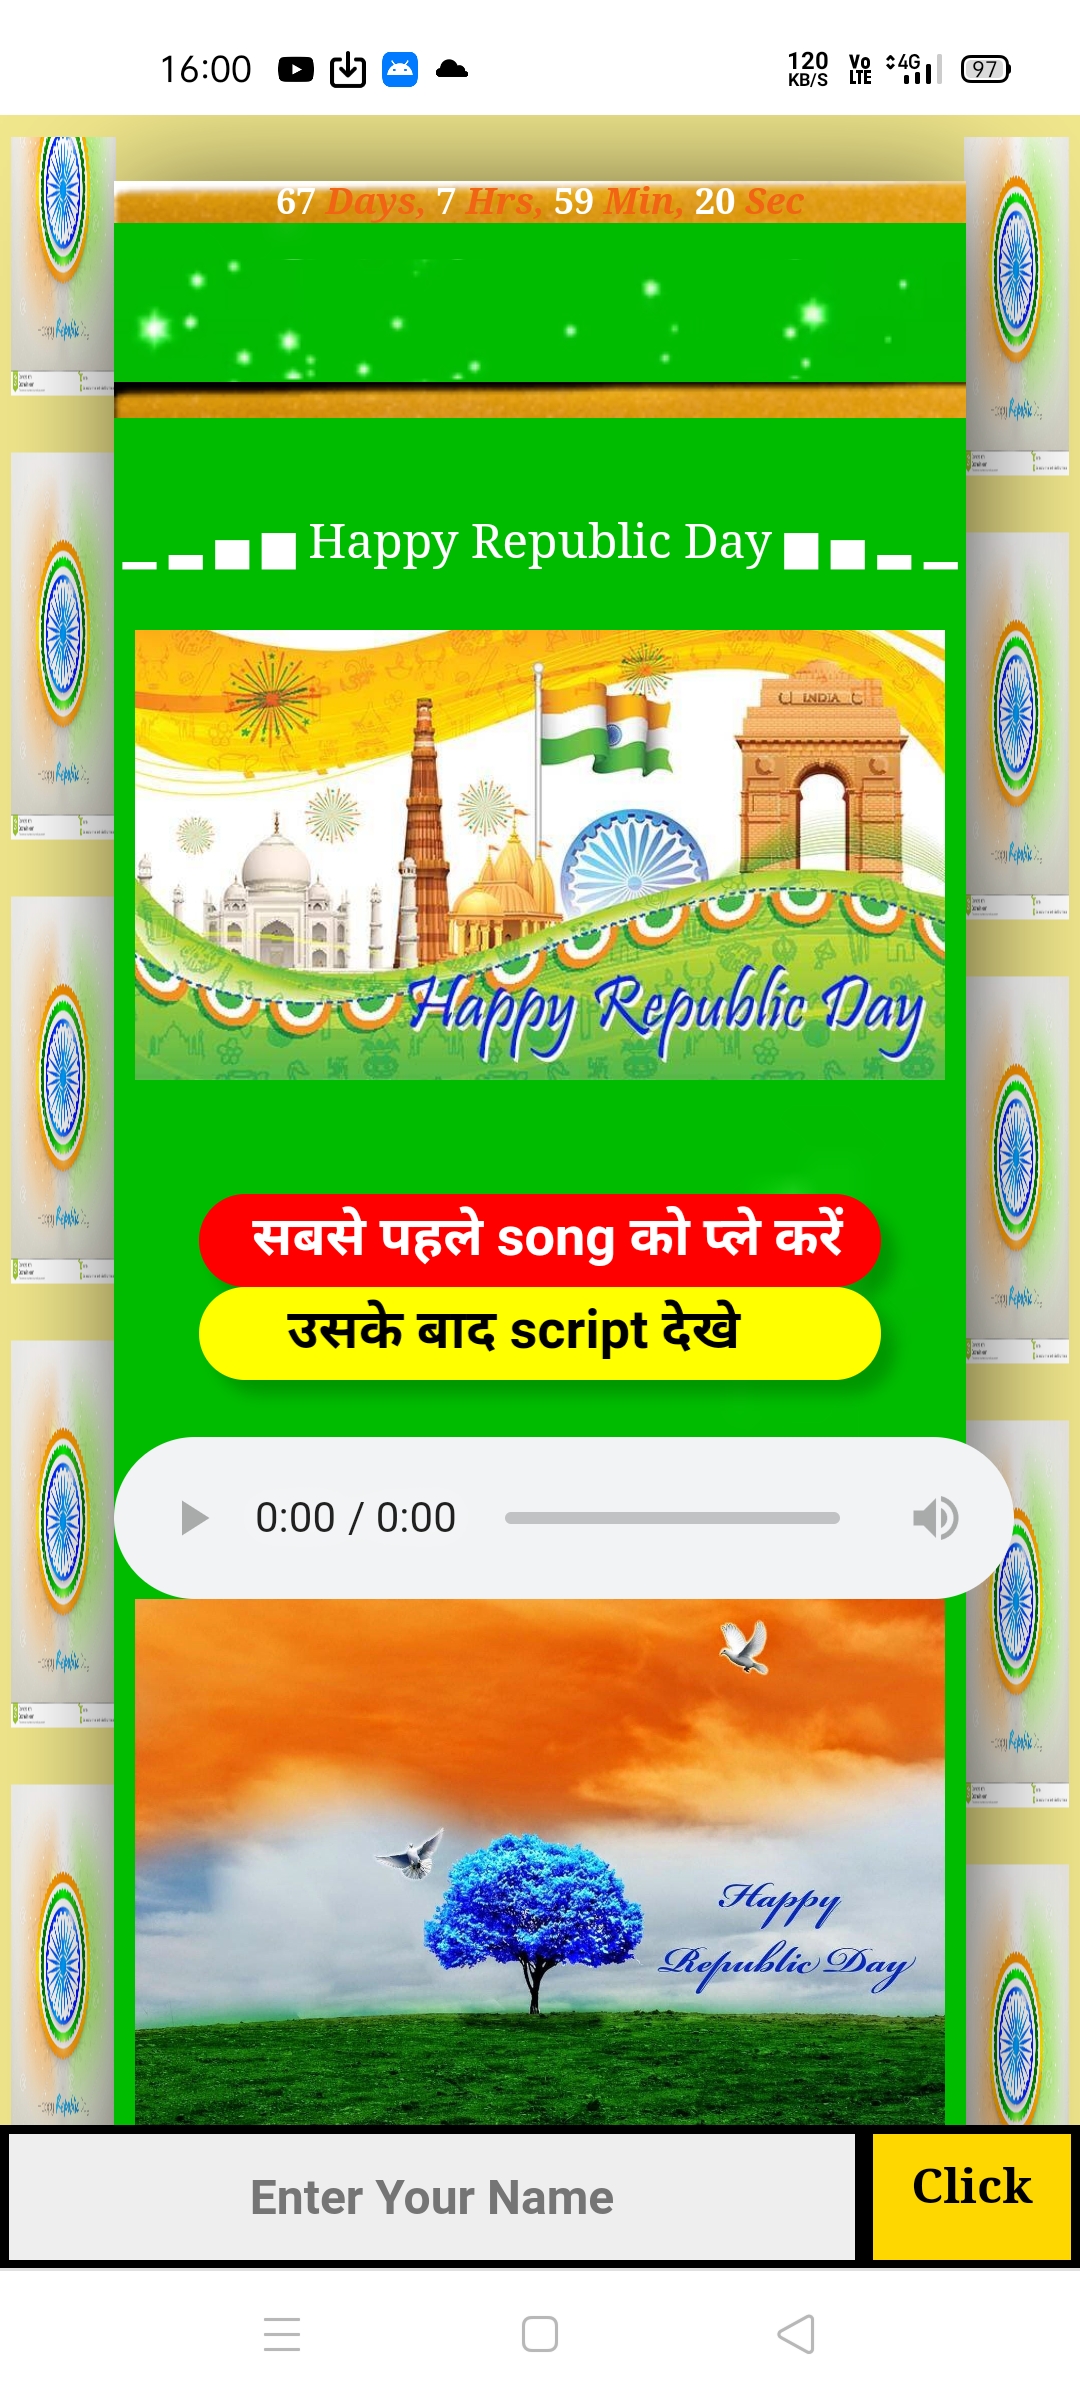 16:00
120 KB/S
Vo LTE
4G
97
67 Days, 7 Hrs, 59 Min, 20 Sec
Happy Republic Day
INDIA
Happy Republic Day
सबसे पहले song को प्ले करें
उसके बाद script देखे
0:00 / 0:00
Happy
Republic Day
Enter Your Name
Click